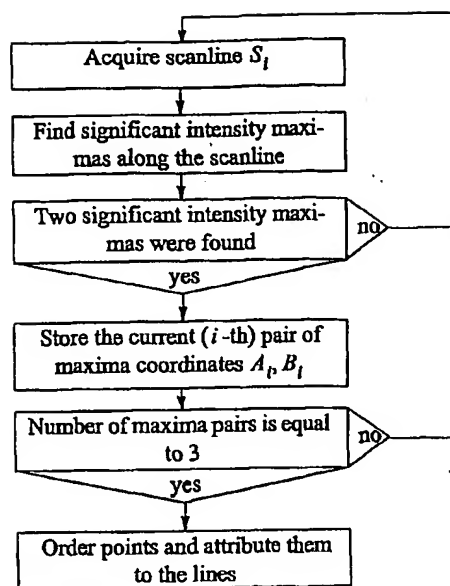 Acquire scanline S_i
Find significant intensity maxi-
mas along the scanline
Two significant intensity maxi-
mas were found
no
yes
Store the current (i -th) pair of
maxima coordinates A_i, B_i
Number of maxima pairs is equal
to 3
no
yes
Order points and attribute them
to the lines